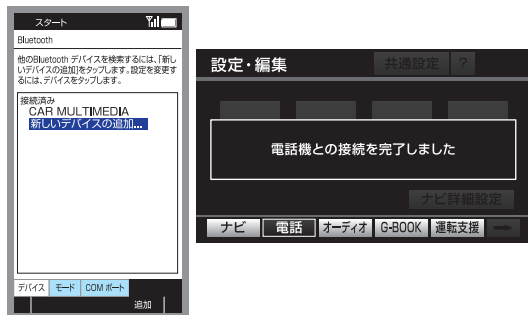 スタート
Bluetooth
他のBluetooth デバイスを検索するには、「新し
いデバイスの追加]をタップします。設定を変更す
るには、デバイスをタップします。
接続済み
CAR MULTIMEDIA
新しいデバイスの追加...
デバイス モード COM ポート
追加
設定・編集 共通設定 ?
電話機との接続を完了しました
ナビ詳細設定
ナビ 電話 オーディオ G-BOOK 運転支援